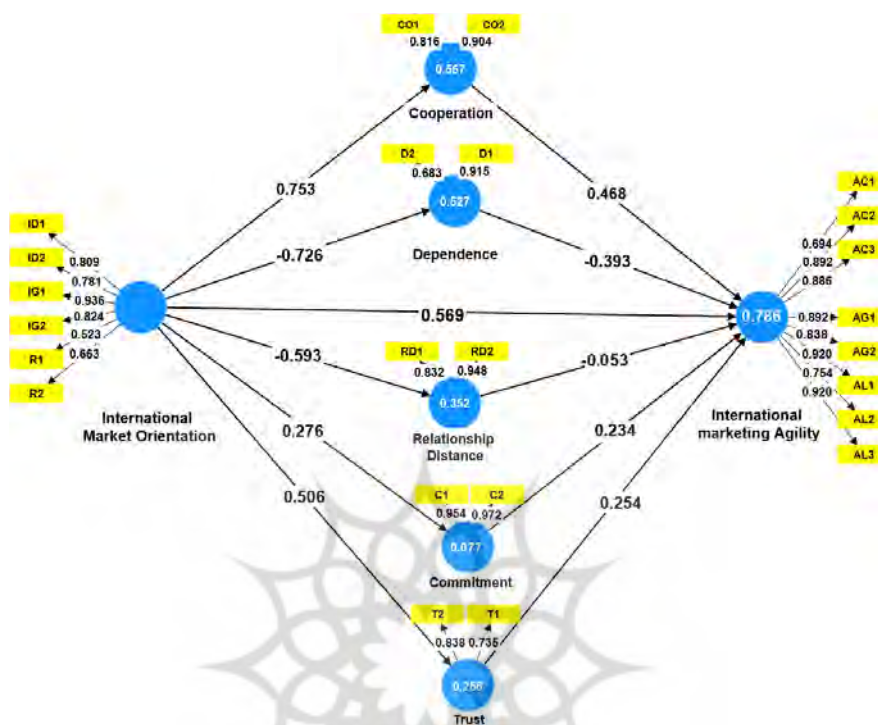 CO1 CO2
0.816 0.904
0.567
Cooperation
D2 D1
0.683 0.915
0.527
Dependence
0.753
-0.726
0.569
-0.593
0.276
0.506
0.468
-0.393
-0.053
0.234
0.254
ID1
ID2
IG1
IG2
R1
R2
0.809
0.781
0.936
0.824
0.523
0.663
International
Market Orientation
RD1 RD2
0.832 0.948
0.352
Relationship
Distance
C1 C2
0.954 0.972
0.077
Commitment
T2 T1
0.838 0.735
0.256
Trust
AC1
AC2
AC3
AG1
AG2
AL1
AL2
AL3
0.694
0.892
0.886
0.892
0.838
0.920
0.754
0.920
0.786
International
marketing Agility